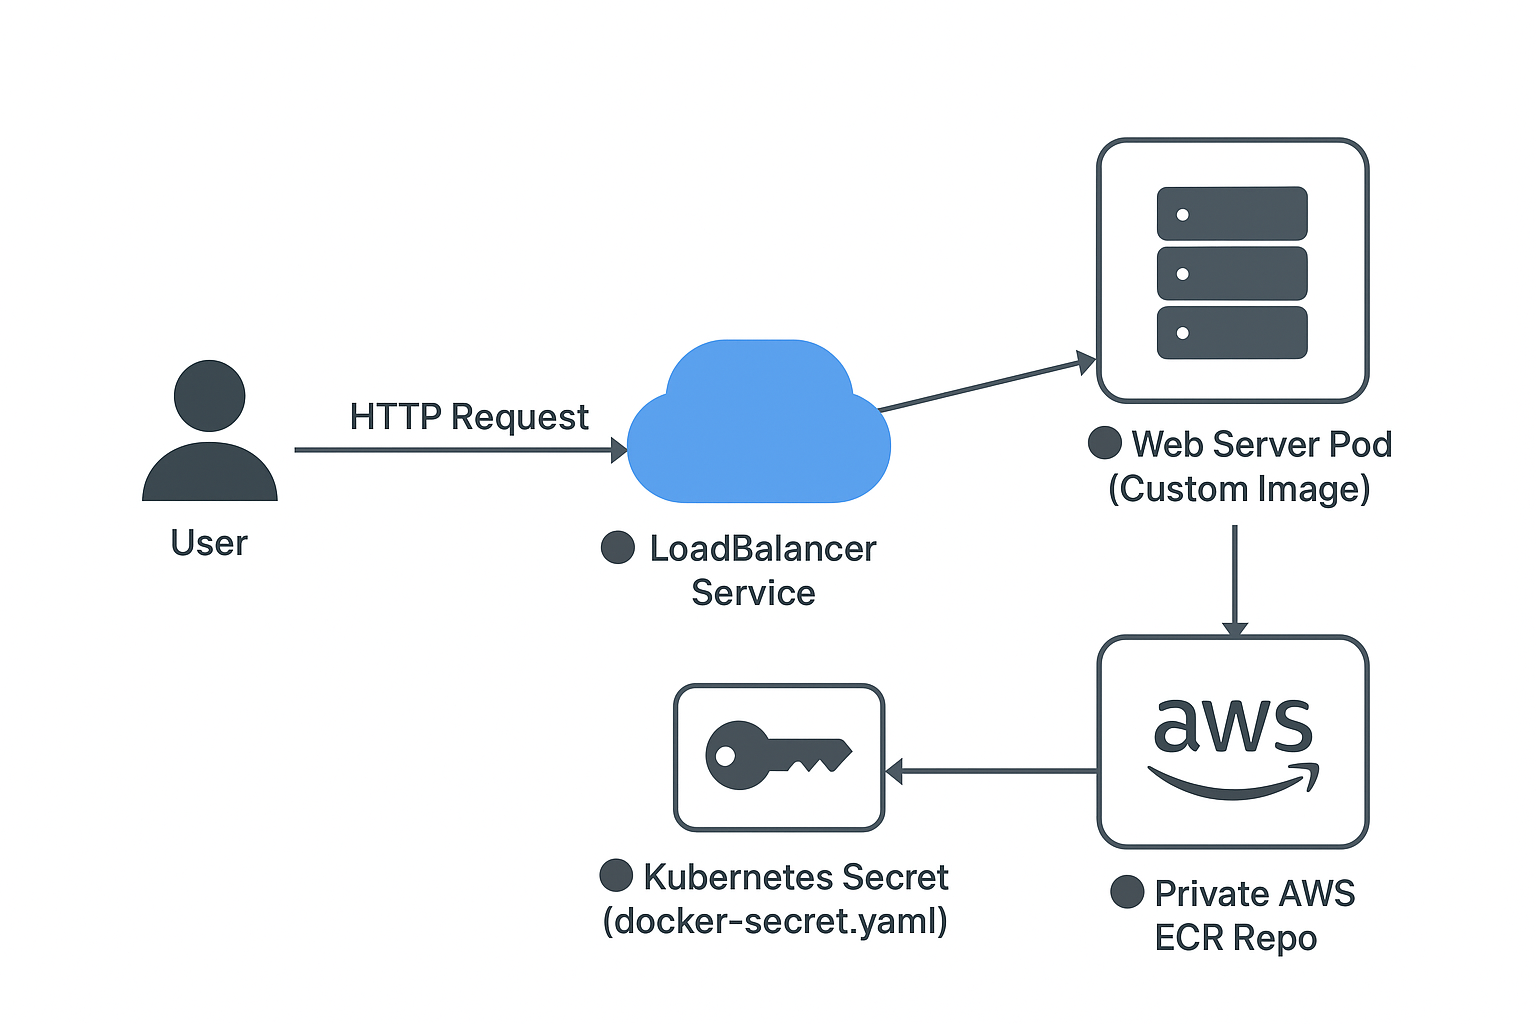 HTTP Request
User
LoadBalancer
Service
Web Server Pod
(Custom Image)
aws
Kubernetes Secret
(docker-secret.yaml)
Private AWS
ECR Repo